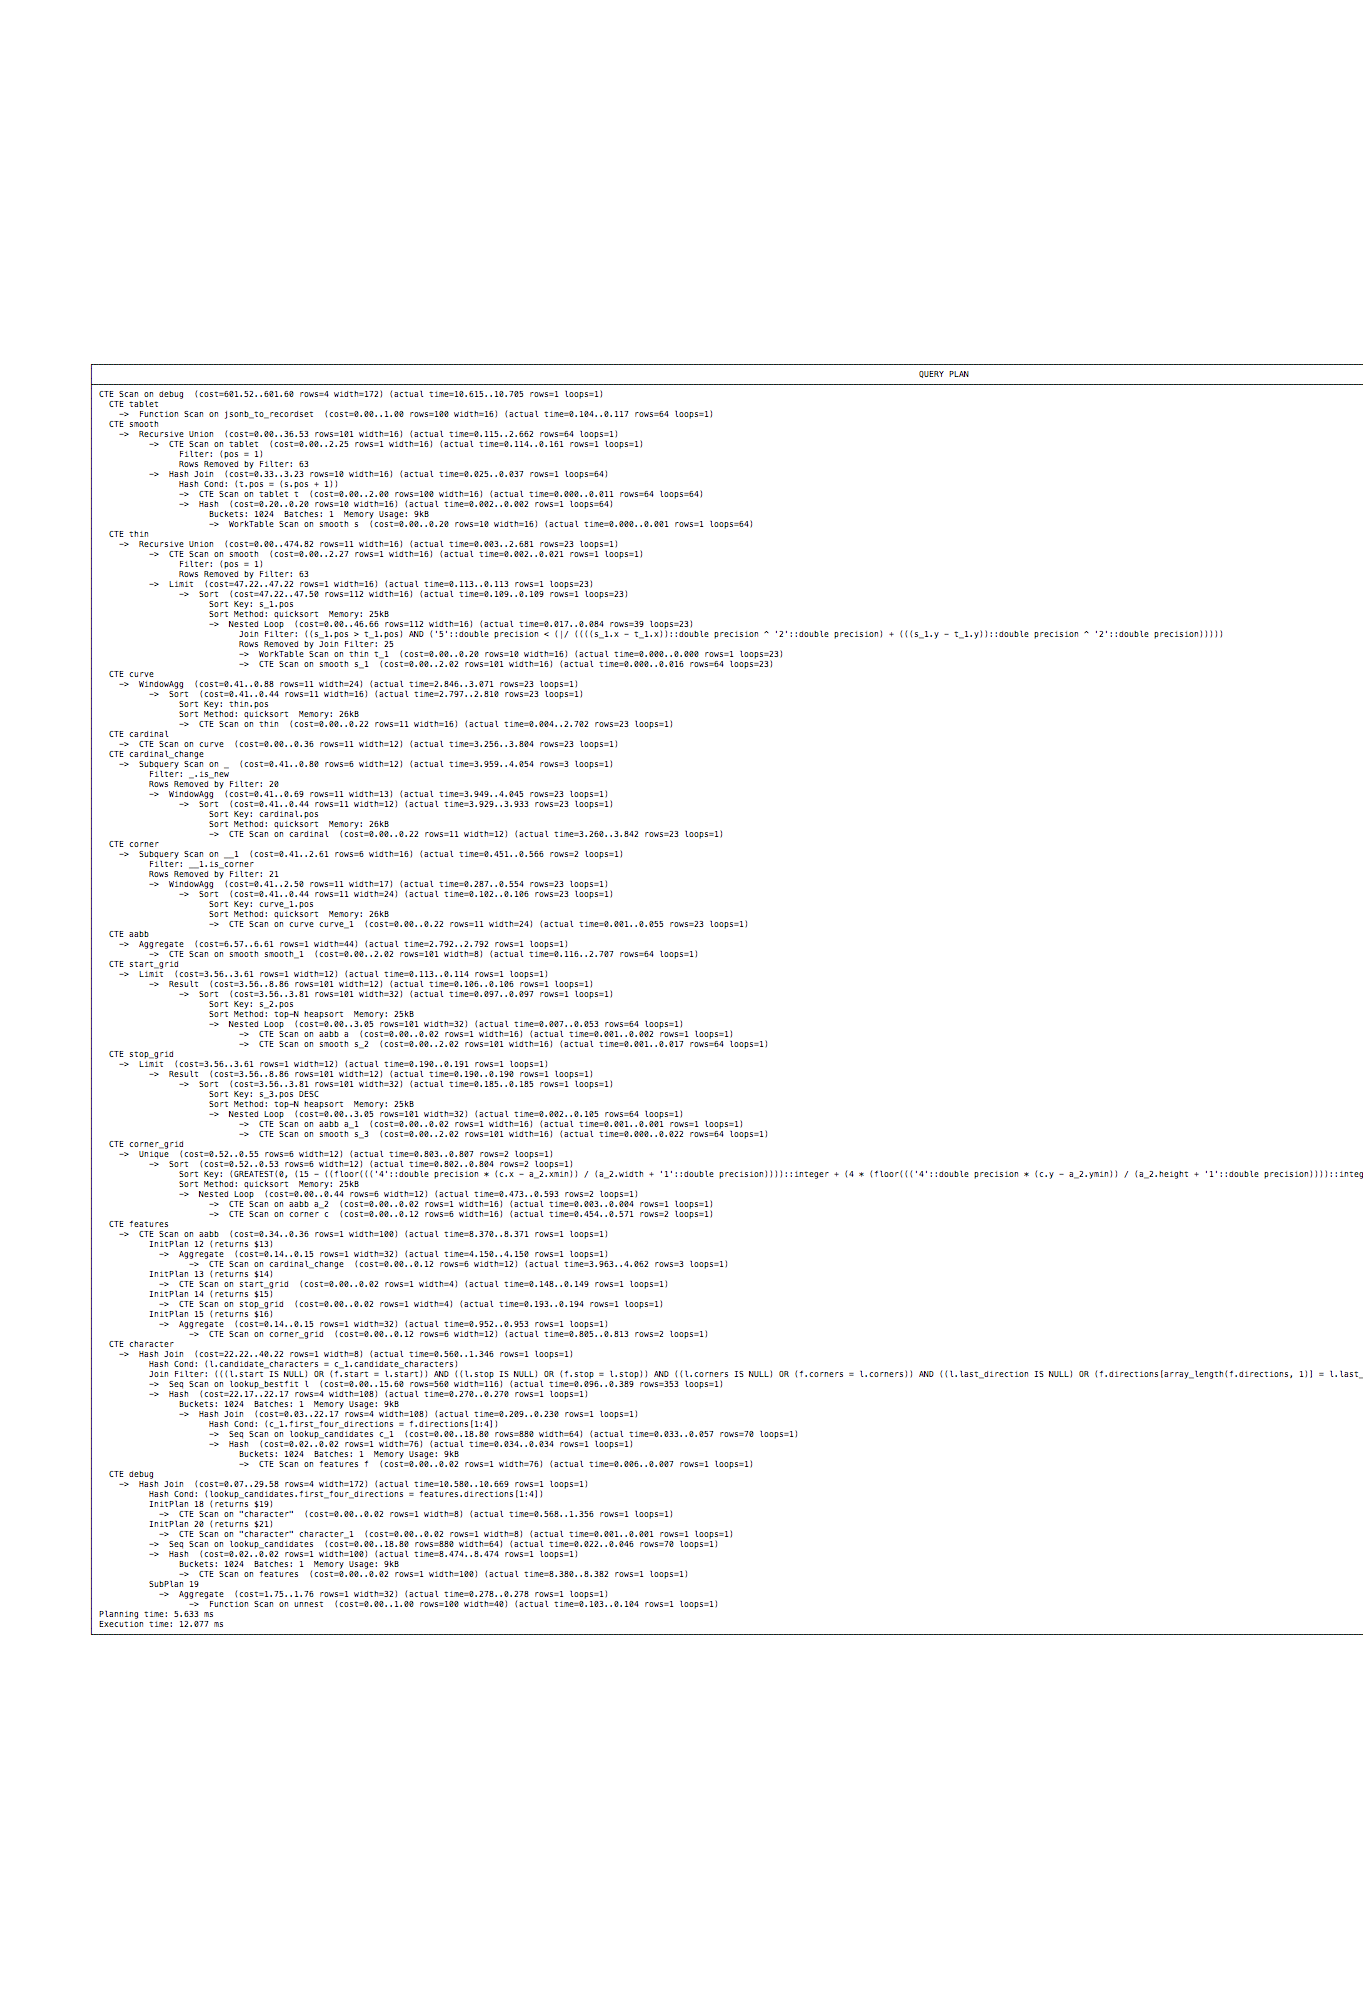 QUERY PLAN
CTE Scan on debug  (cost=601.52..601.60 rows=4 width=172) (actual time=10.615..10.705 rows=1 loops=1)
  CTE tablet
    ->  Function Scan on jsonb_to_recordset  (cost=0.00..1.00 rows=100 width=16) (actual time=0.104..0.117 rows=64 loops=1)
  CTE smooth
    ->  Recursive Union  (cost=0.00..36.53 rows=101 width=16) (actual time=0.115..2.662 rows=64 loops=1)
          ->  CTE Scan on tablet  (cost=0.00..2.25 rows=1 width=16) (actual time=0.114..0.161 rows=1 loops=1)
                Filter: (pos = 1)
                Rows Removed by Filter: 63
          ->  Hash Join  (cost=0.33..3.23 rows=10 width=16) (actual time=0.025..0.037 rows=1 loops=64)
                Hash Cond: (t.pos = (s.pos + 1))
                ->  CTE Scan on tablet t  (cost=0.00..2.00 rows=100 width=16) (actual time=0.000..0.011 rows=64 loops=64)
                ->  Hash  (cost=0.20..0.20 rows=10 width=16) (actual time=0.002..0.002 rows=1 loops=64)
                      Buckets: 1024  Batches: 1  Memory Usage: 9kB
                      ->  WorkTable Scan on smooth s  (cost=0.00..0.20 rows=10 width=16) (actual time=0.000..0.001 rows=1 loops=64)
  CTE thin
    ->  Recursive Union  (cost=0.00..474.82 rows=11 width=16) (actual time=0.003..2.681 rows=23 loops=1)
          ->  CTE Scan on smooth  (cost=0.00..2.27 rows=1 width=16) (actual time=0.002..0.021 rows=1 loops=1)
                Filter: (pos = 1)
                Rows Removed by Filter: 63
          ->  Limit  (cost=47.22..47.22 rows=1 width=16) (actual time=0.113..0.113 rows=1 loops=23)
                ->  Sort  (cost=47.22..47.50 rows=112 width=16) (actual time=0.109..0.109 rows=1 loops=23)
                      Sort Key: s_1.pos
                      Sort Method: quicksort  Memory: 25kB
                      ->  Nested Loop  (cost=0.00..46.66 rows=112 width=16) (actual time=0.017..0.084 rows=39 loops=23)
                            Join Filter: ((s_1.pos > t_1.pos) AND ('5'::double precision < (|/ ((((s_1.x - t_1.x))::double precision ^ '2'::double precision) + (((s_1.y - t_1.y))::double precision ^ '2'::double precision)))))
                            Rows Removed by Join Filter: 25
                            ->  WorkTable Scan on thin t_1  (cost=0.00..0.20 rows=10 width=16) (actual time=0.000..0.000 rows=1 loops=23)
                            ->  CTE Scan on smooth s_1  (cost=0.00..2.02 rows=101 width=16) (actual time=0.000..0.016 rows=64 loops=23)
  CTE curve
    ->  WindowAgg  (cost=0.41..0.88 rows=11 width=24) (actual time=2.846..3.071 rows=23 loops=1)
          ->  Sort  (cost=0.41..0.44 rows=11 width=16) (actual time=2.797..2.810 rows=23 loops=1)
                Sort Key: thin.pos
                Sort Method: quicksort  Memory: 26kB
                ->  CTE Scan on thin  (cost=0.00..0.22 rows=11 width=16) (actual time=0.004..2.702 rows=23 loops=1)
  CTE cardinal
    ->  CTE Scan on curve  (cost=0.00..0.36 rows=11 width=12) (actual time=3.256..3.804 rows=23 loops=1)
  CTE cardinal_change
    ->  Subquery Scan on _  (cost=0.41..0.80 rows=6 width=12) (actual time=3.959..4.054 rows=3 loops=1)
          Filter: _.is_new
          Rows Removed by Filter: 20
          ->  WindowAgg  (cost=0.41..0.69 rows=11 width=13) (actual time=3.949..4.045 rows=23 loops=1)
                ->  Sort  (cost=0.41..0.44 rows=11 width=12) (actual time=3.929..3.933 rows=23 loops=1)
                      Sort Key: cardinal.pos
                      Sort Method: quicksort  Memory: 26kB
                      ->  CTE Scan on cardinal  (cost=0.00..0.22 rows=11 width=12) (actual time=3.260..3.842 rows=23 loops=1)
  CTE corner
    ->  Subquery Scan on __1  (cost=0.41..2.61 rows=6 width=16) (actual time=0.451..0.566 rows=2 loops=1)
          Filter: __1.is_corner
          Rows Removed by Filter: 21
          ->  WindowAgg  (cost=0.41..2.50 rows=11 width=17) (actual time=0.287..0.554 rows=23 loops=1)
                ->  Sort  (cost=0.41..0.44 rows=11 width=24) (actual time=0.102..0.106 rows=23 loops=1)
                      Sort Key: curve_1.pos
                      Sort Method: quicksort  Memory: 26kB
                      ->  CTE Scan on curve curve_1  (cost=0.00..0.22 rows=11 width=24) (actual time=0.001..0.055 rows=23 loops=1)
  CTE aabb
    ->  Aggregate  (cost=6.57..6.61 rows=1 width=44) (actual time=2.792..2.792 rows=1 loops=1)
          ->  CTE Scan on smooth smooth_1  (cost=0.00..2.02 rows=101 width=8) (actual time=0.116..2.707 rows=64 loops=1)
  CTE start_grid
    ->  Limit  (cost=3.56..3.61 rows=1 width=12) (actual time=0.113..0.114 rows=1 loops=1)
          ->  Result  (cost=3.56..8.86 rows=101 width=12) (actual time=0.106..0.106 rows=1 loops=1)
                ->  Sort  (cost=3.56..3.81 rows=101 width=32) (actual time=0.097..0.097 rows=1 loops=1)
                      Sort Key: s_2.pos
                      Sort Method: top-N heapsort  Memory: 25kB
                      ->  Nested Loop  (cost=0.00..3.05 rows=101 width=32) (actual time=0.007..0.053 rows=64 loops=1)
                            ->  CTE Scan on aabb a  (cost=0.00..0.02 rows=1 width=16) (actual time=0.001..0.002 rows=1 loops=1)
                            ->  CTE Scan on smooth s_2  (cost=0.00..2.02 rows=101 width=16) (actual time=0.001..0.017 rows=64 loops=1)
  CTE stop_grid
    ->  Limit  (cost=3.56..3.61 rows=1 width=12) (actual time=0.190..0.191 rows=1 loops=1)
          ->  Result  (cost=3.56..8.86 rows=101 width=12) (actual time=0.190..0.190 rows=1 loops=1)
                ->  Sort  (cost=3.56..3.81 rows=101 width=32) (actual time=0.185..0.185 rows=1 loops=1)
                      Sort Key: s_3.pos DESC
                      Sort Method: top-N heapsort  Memory: 25kB
                      ->  Nested Loop  (cost=0.00..3.05 rows=101 width=32) (actual time=0.002..0.105 rows=64 loops=1)
                            ->  CTE Scan on aabb a_1  (cost=0.00..0.02 rows=1 width=16) (actual time=0.001..0.001 rows=1 loops=1)
                            ->  CTE Scan on smooth s_3  (cost=0.00..2.02 rows=101 width=16) (actual time=0.000..0.022 rows=64 loops=1)
  CTE corner_grid
    ->  Unique  (cost=0.52..0.55 rows=6 width=12) (actual time=0.803..0.807 rows=2 loops=1)
          ->  Sort  (cost=0.52..0.53 rows=6 width=12) (actual time=0.802..0.804 rows=2 loops=1)
                Sort Key: (GREATEST(0, (15 - ((floor((('4'::double precision * (c.x - a_2.xmin)) / (a_2.width + '1'::double precision))))::integer + (4 * (floor((('4'::double precision * (c.y - a_2.ymin)) / (a_2.height + '1'::double precision))))::integ
                Sort Method: quicksort  Memory: 25kB
                ->  Nested Loop  (cost=0.00..0.44 rows=6 width=12) (actual time=0.473..0.593 rows=2 loops=1)
                      ->  CTE Scan on aabb a_2  (cost=0.00..0.02 rows=1 width=16) (actual time=0.003..0.004 rows=1 loops=1)
                      ->  CTE Scan on corner c  (cost=0.00..0.12 rows=6 width=16) (actual time=0.454..0.571 rows=2 loops=1)
  CTE features
    ->  CTE Scan on aabb  (cost=0.34..0.36 rows=1 width=100) (actual time=8.370..8.371 rows=1 loops=1)
          InitPlan 12 (returns $13)
            ->  Aggregate  (cost=0.14..0.15 rows=1 width=32) (actual time=4.150..4.150 rows=1 loops=1)
                  ->  CTE Scan on cardinal_change  (cost=0.00..0.12 rows=6 width=12) (actual time=3.963..4.062 rows=3 loops=1)
          InitPlan 13 (returns $14)
            ->  CTE Scan on start_grid  (cost=0.00..0.02 rows=1 width=4) (actual time=0.148..0.149 rows=1 loops=1)
          InitPlan 14 (returns $15)
            ->  CTE Scan on stop_grid  (cost=0.00..0.02 rows=1 width=4) (actual time=0.193..0.194 rows=1 loops=1)
          InitPlan 15 (returns $16)
            ->  Aggregate  (cost=0.14..0.15 rows=1 width=32) (actual time=0.952..0.953 rows=1 loops=1)
                  ->  CTE Scan on corner_grid  (cost=0.00..0.12 rows=6 width=12) (actual time=0.805..0.813 rows=2 loops=1)
  CTE character
    ->  Hash Join  (cost=22.22..40.22 rows=1 width=8) (actual time=0.560..1.346 rows=1 loops=1)
          Hash Cond: (l.candidate_characters = c_1.candidate_characters)
          Join Filter: (((l.start IS NULL) OR (f.start = l.start)) AND ((l.stop IS NULL) OR (f.stop = l.stop)) AND ((l.corners IS NULL) OR (f.corners = l.corners)) AND ((l.last_direction IS NULL) OR (f.directions[array_length(f.directions, 1)] = l.last_
          ->  Seq Scan on lookup_bestfit l  (cost=0.00..15.60 rows=560 width=116) (actual time=0.096..0.389 rows=353 loops=1)
          ->  Hash  (cost=22.17..22.17 rows=4 width=108) (actual time=0.270..0.270 rows=1 loops=1)
                Buckets: 1024  Batches: 1  Memory Usage: 9kB
                ->  Hash Join  (cost=0.03..22.17 rows=4 width=108) (actual time=0.209..0.230 rows=1 loops=1)
                      Hash Cond: (c_1.first_four_directions = f.directions[1:4])
                      ->  Seq Scan on lookup_candidates c_1  (cost=0.00..18.80 rows=880 width=64) (actual time=0.033..0.057 rows=70 loops=1)
                      ->  Hash  (cost=0.02..0.02 rows=1 width=76) (actual time=0.034..0.034 rows=1 loops=1)
                            Buckets: 1024  Batches: 1  Memory Usage: 9kB
                            ->  CTE Scan on features f  (cost=0.00..0.02 rows=1 width=76) (actual time=0.006..0.007 rows=1 loops=1)
  CTE debug
    ->  Hash Join  (cost=0.07..29.58 rows=4 width=172) (actual time=10.580..10.669 rows=1 loops=1)
          Hash Cond: (lookup_candidates.first_four_directions = features.directions[1:4])
          InitPlan 18 (returns $19)
            ->  CTE Scan on "character"  (cost=0.00..0.02 rows=1 width=8) (actual time=0.568..1.356 rows=1 loops=1)
          InitPlan 20 (returns $21)
            ->  CTE Scan on "character" character_1  (cost=0.00..0.02 rows=1 width=8) (actual time=0.001..0.001 rows=1 loops=1)
          ->  Seq Scan on lookup_candidates  (cost=0.00..18.80 rows=880 width=64) (actual time=0.022..0.046 rows=70 loops=1)
          ->  Hash  (cost=0.02..0.02 rows=1 width=100) (actual time=8.474..8.474 rows=1 loops=1)
                Buckets: 1024  Batches: 1  Memory Usage: 9kB
                ->  CTE Scan on features  (cost=0.00..0.02 rows=1 width=100) (actual time=8.380..8.382 rows=1 loops=1)
          SubPlan 19
            ->  Aggregate  (cost=1.75..1.76 rows=1 width=32) (actual time=0.278..0.278 rows=1 loops=1)
                  ->  Function Scan on unnest  (cost=0.00..1.00 rows=100 width=40) (actual time=0.103..0.104 rows=1 loops=1)
Planning time: 5.633 ms
Execution time: 12.077 ms